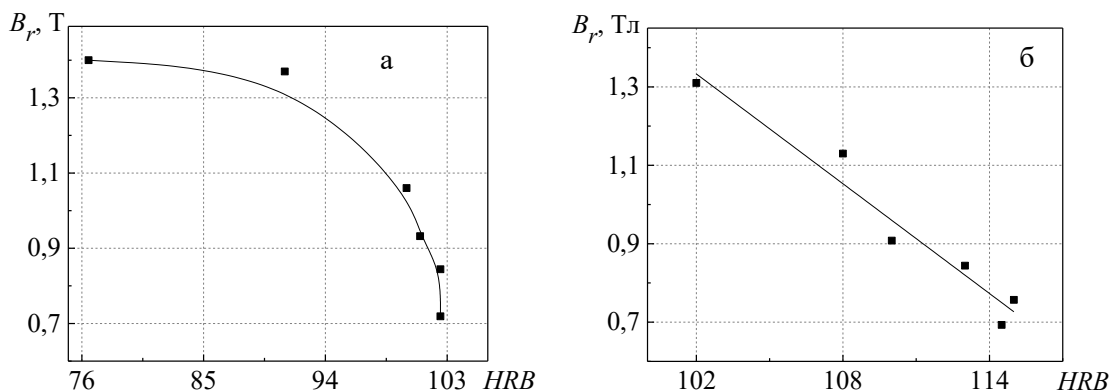 B_r, Т
а
1,3
1,1
0,9
0,7
76 85 94 103 HRB
B_r, Тл
б
1,3
1,1
0,9
0,7
102 108 114 HRB